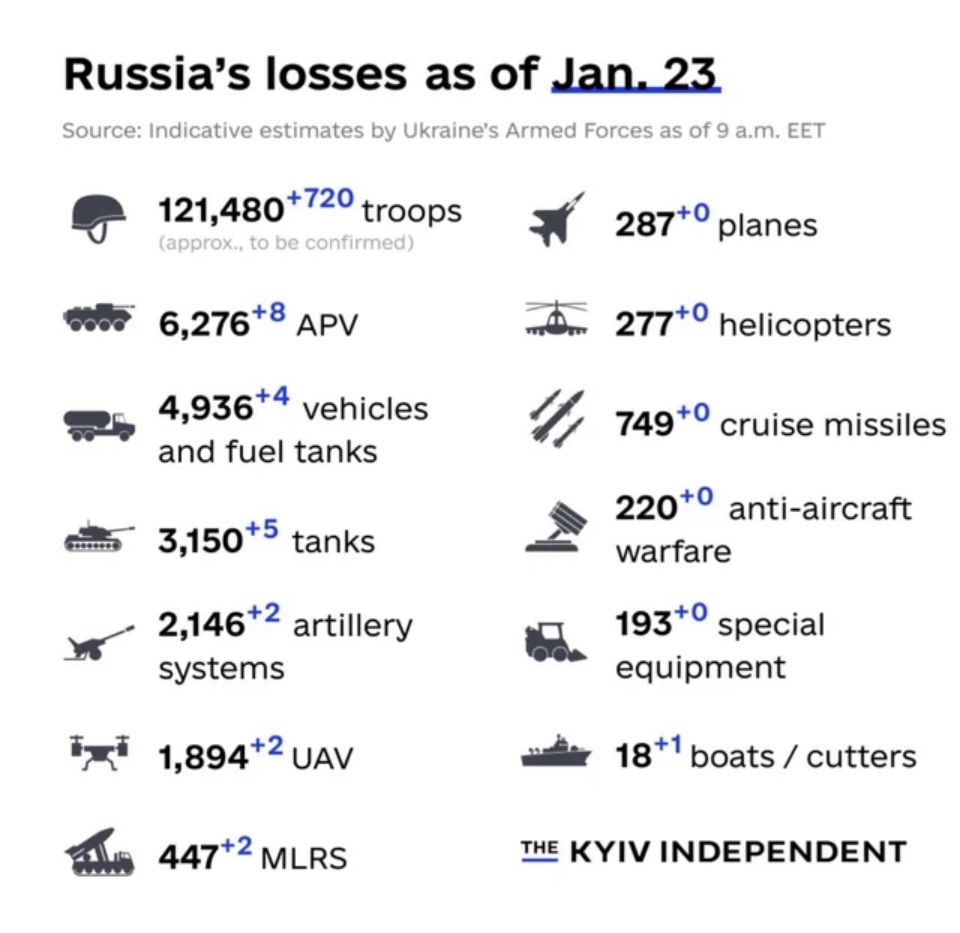 Russia's losses as of Jan. 23
Source: Indicative estimates by Ukraine's Armed Forces as of 9 a.m. EET
121,480+720 troops
(approx., to be confirmed)
6,276+8 APV
4,936+4 vehicles
and fuel tanks
3,150+5 tanks
2,146+2 artillery
systems
1,894+2 UAV
447+2 MLRS
287+0 planes
277+0 helicopters
749+0 cruise missiles
220+0 anti-aircraft
warfare
193+0 special
equipment
18+1 boats / cutters
THE KYIV INDEPENDENT